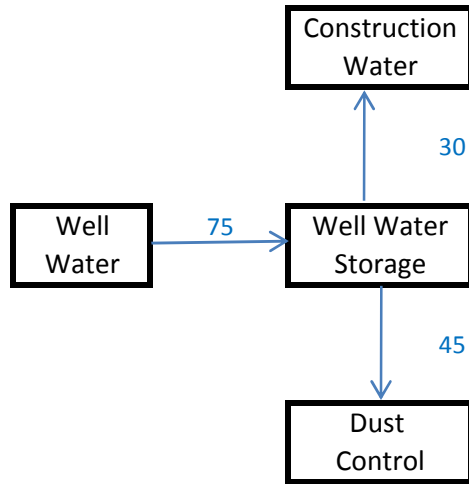 Construction
Water
30
Well
Water
75
Well Water
Storage
45
Dust
Control